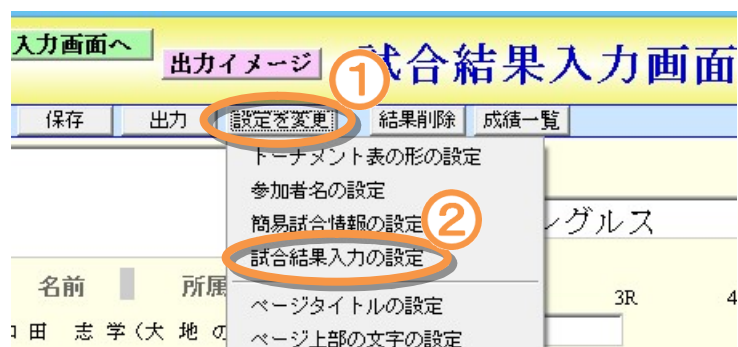 入力画面へ
出力イメージ
① 試合結果入力画面
保存 出力 設定を変更 結果削除 成績一覧
トーナメント表の形の設定
参加者名の設定
簡易試合情報の設定 ②
ングルス
試合結果入力の設定
名前 所属
ページタイトルの設定
3R 4
田 志 学(大 地 の
ページ上部の文字の設定